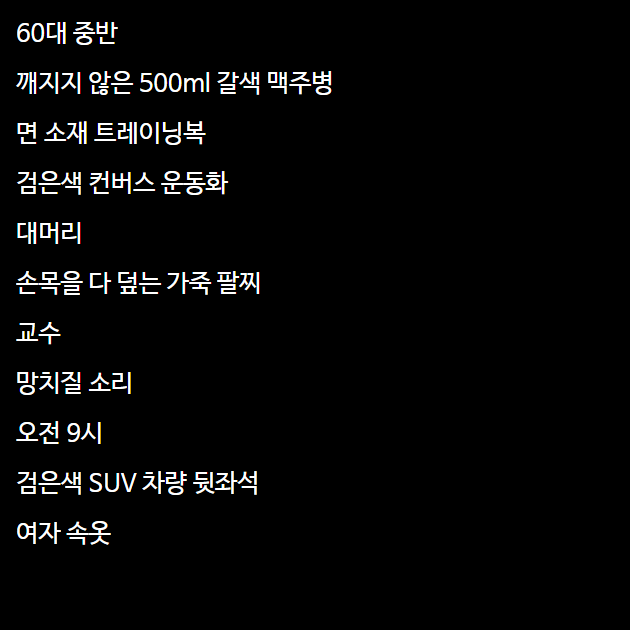 60대 중반
깨지지 않은 500ml 갈색 맥주병
면 소재 트레이닝복
검은색 컨버스 운동화
대머리
손목을 다 덮는 가죽 팔찌
교수
망치질 소리
오전 9시
검은색 SUV 차량 뒷좌석
여자 속옷